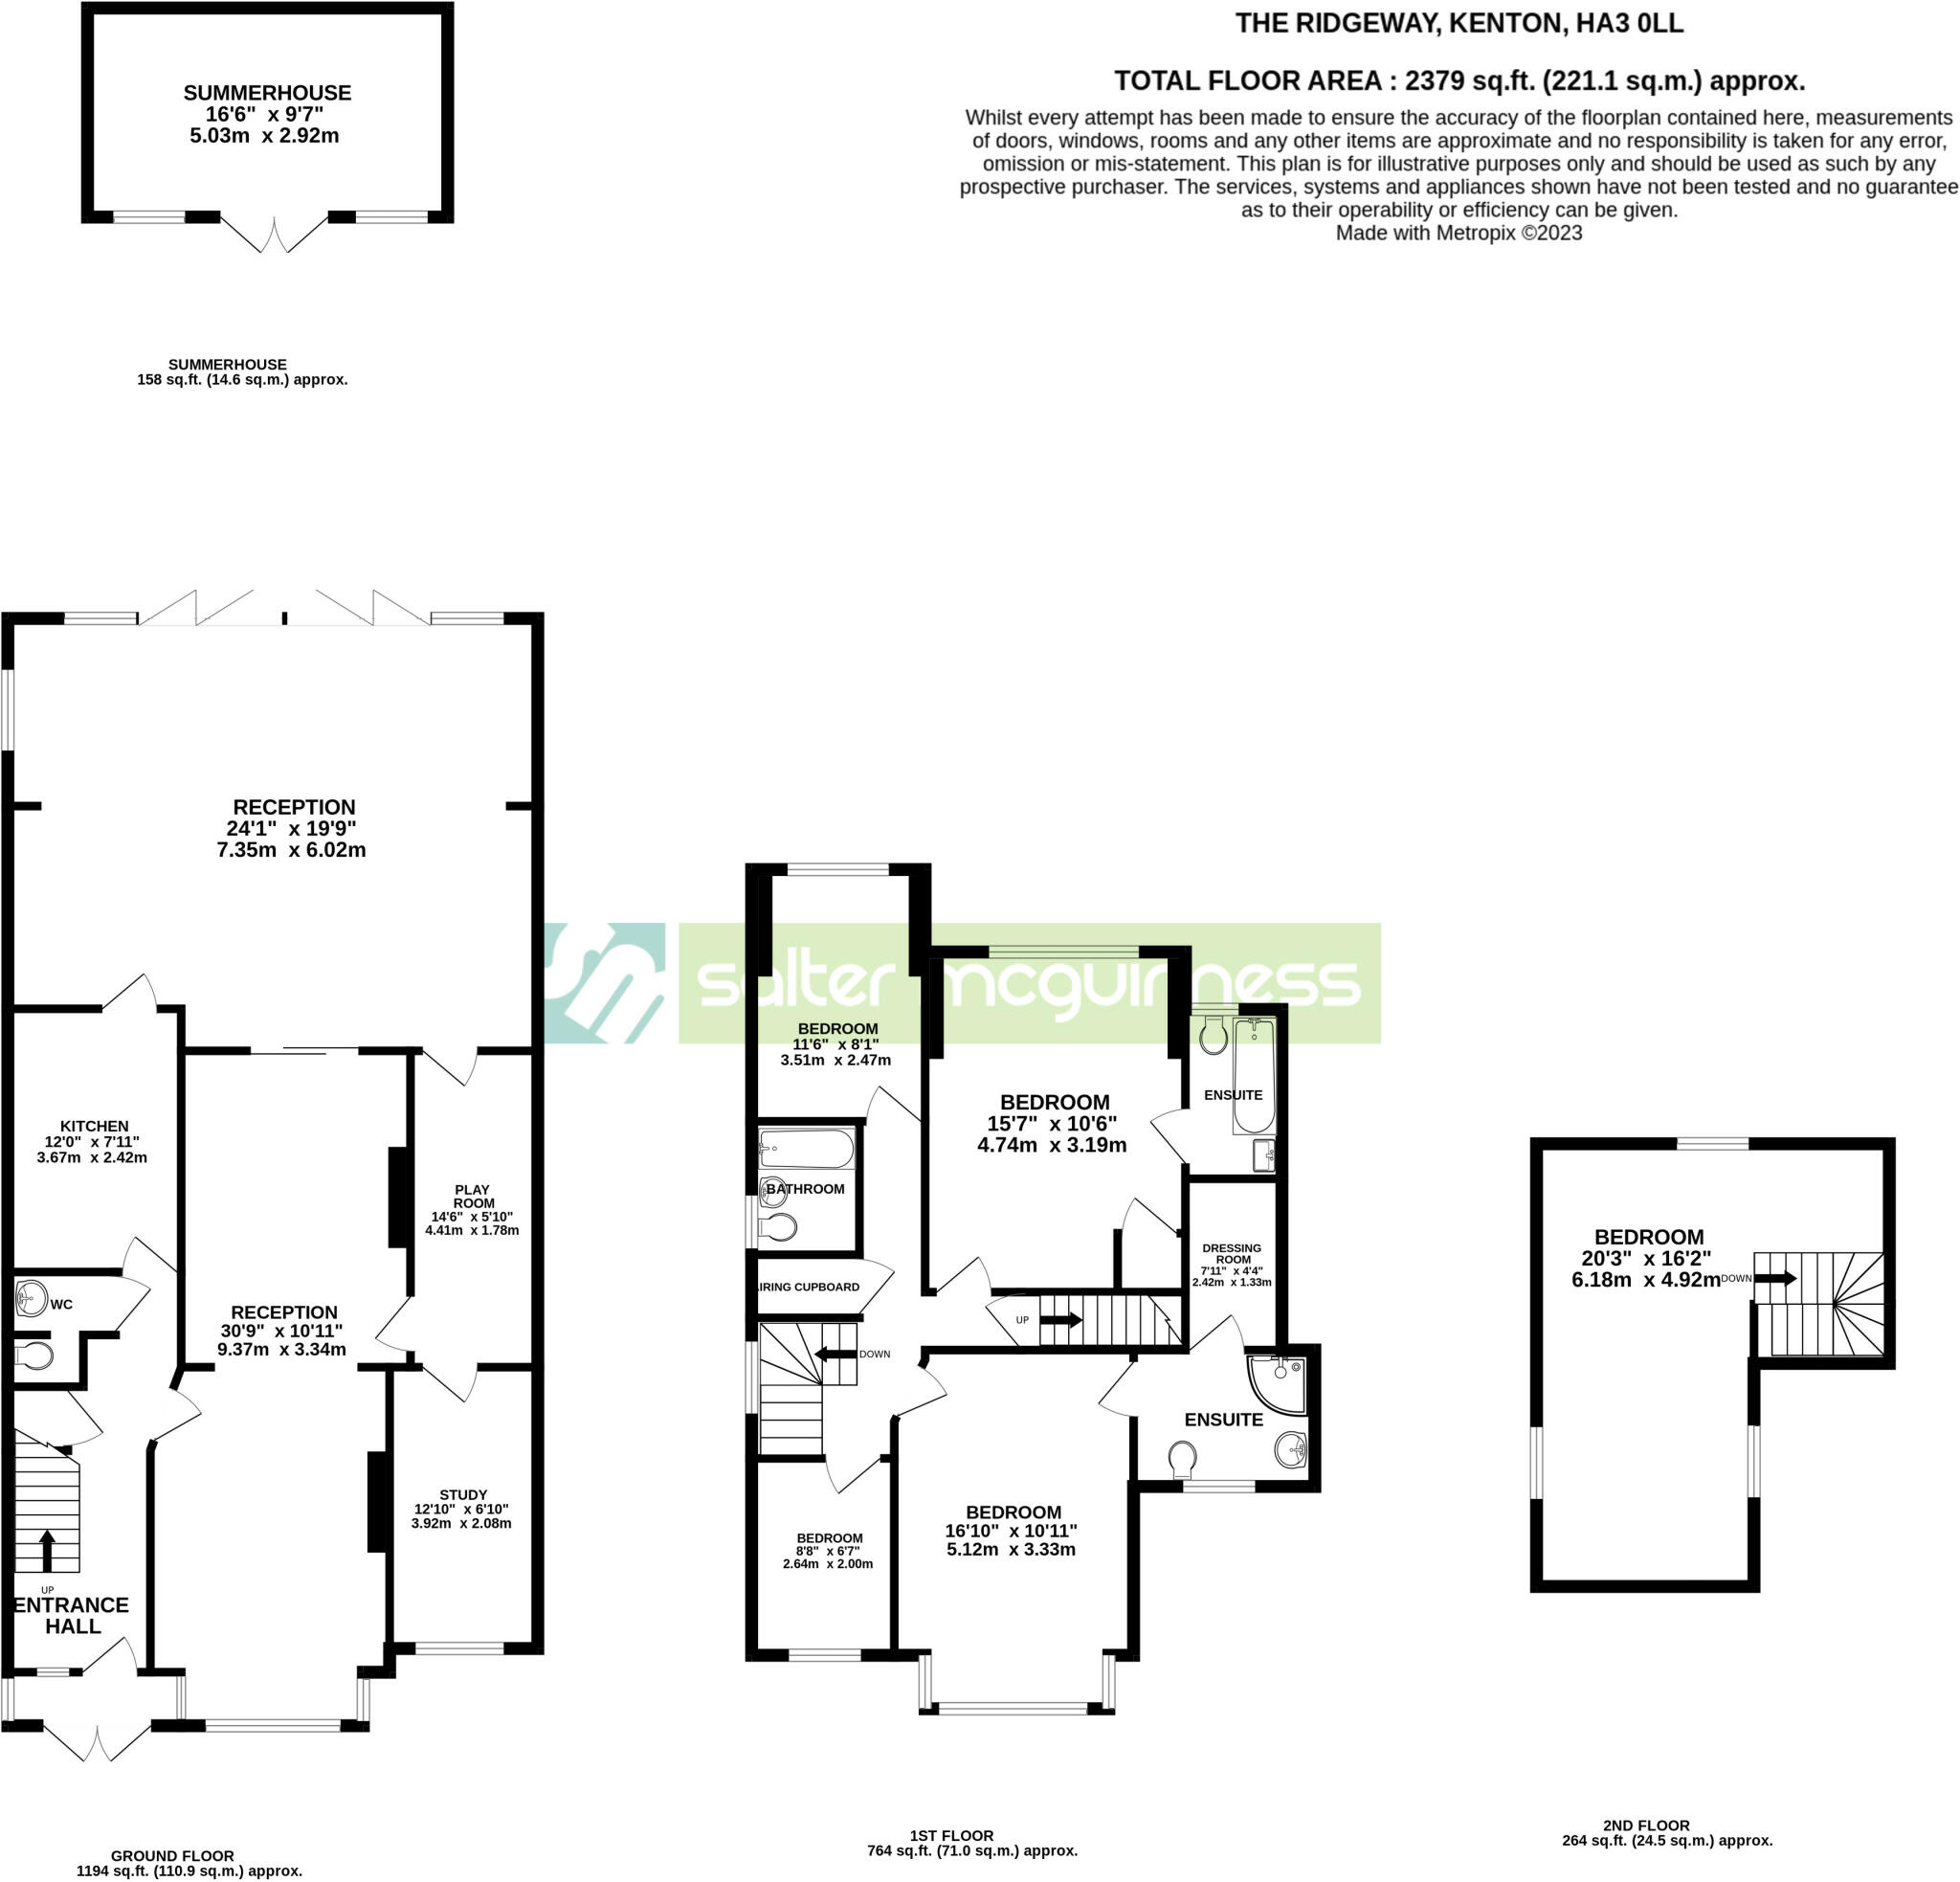 THE RIDGEWAY, KENTON, HA3 0LL
TOTAL FLOOR AREA : 2379 sq.ft. (221.1 sq.m.) approx.
Whilst every attempt has been made to ensure the accuracy of the floorplan contained here, measurements
of doors, windows, rooms and any other items are approximate and no responsibility is taken for any error,
omission or mis-statement. This plan is for illustrative purposes only and should be used as such by any
prospective purchaser. The services, systems and appliances shown have not been tested and no guarantee
as to their operability or efficiency can be given.
Made with Metropix ©2023
SUMMERHOUSE
16'6" x 9'7"
5.03m x 2.92m
SUMMERHOUSE
158 sq.ft. (14.6 sq.m.) approx.
RECEPTION
24'1" x 19'9"
7.35m x 6.02m
KITCHEN
12'0" x 7'11"
3.67m x 2.42m
PLAY
ROOM
14'6" x 5'10"
4.41m x 1.78m
WC
RECEPTION
30'9" x 10'11"
9.37m x 3.34m
STUDY
12'10" x 6'10"
3.92m x 2.08m
UP
ENTRANCE
HALL
GROUND FLOOR
1194 sq.ft. (110.9 sq.m.) approx.
salter mcguinness
BEDROOM
11'6" x 8'1"
3.51m x 2.47m
BEDROOM
15'7" x 10'6"
4.74m x 3.19m
ENSUITE
BATHROOM
DRESSING
ROOM
7'11" x 4'4"
2.42m x 1.33m
AIRING CUPBOARD
UP
DOWN
ENSUITE
BEDROOM
16'10" x 10'11"
5.12m x 3.33m
BEDROOM
8'8" x 6'7"
2.64m x 2.00m
1ST FLOOR
764 sq.ft. (71.0 sq.m.) approx.
BEDROOM
20'3" x 16'2"
6.18m x 4.92m
DOWN
2ND FLOOR
264 sq.ft. (24.5 sq.m.) approx.